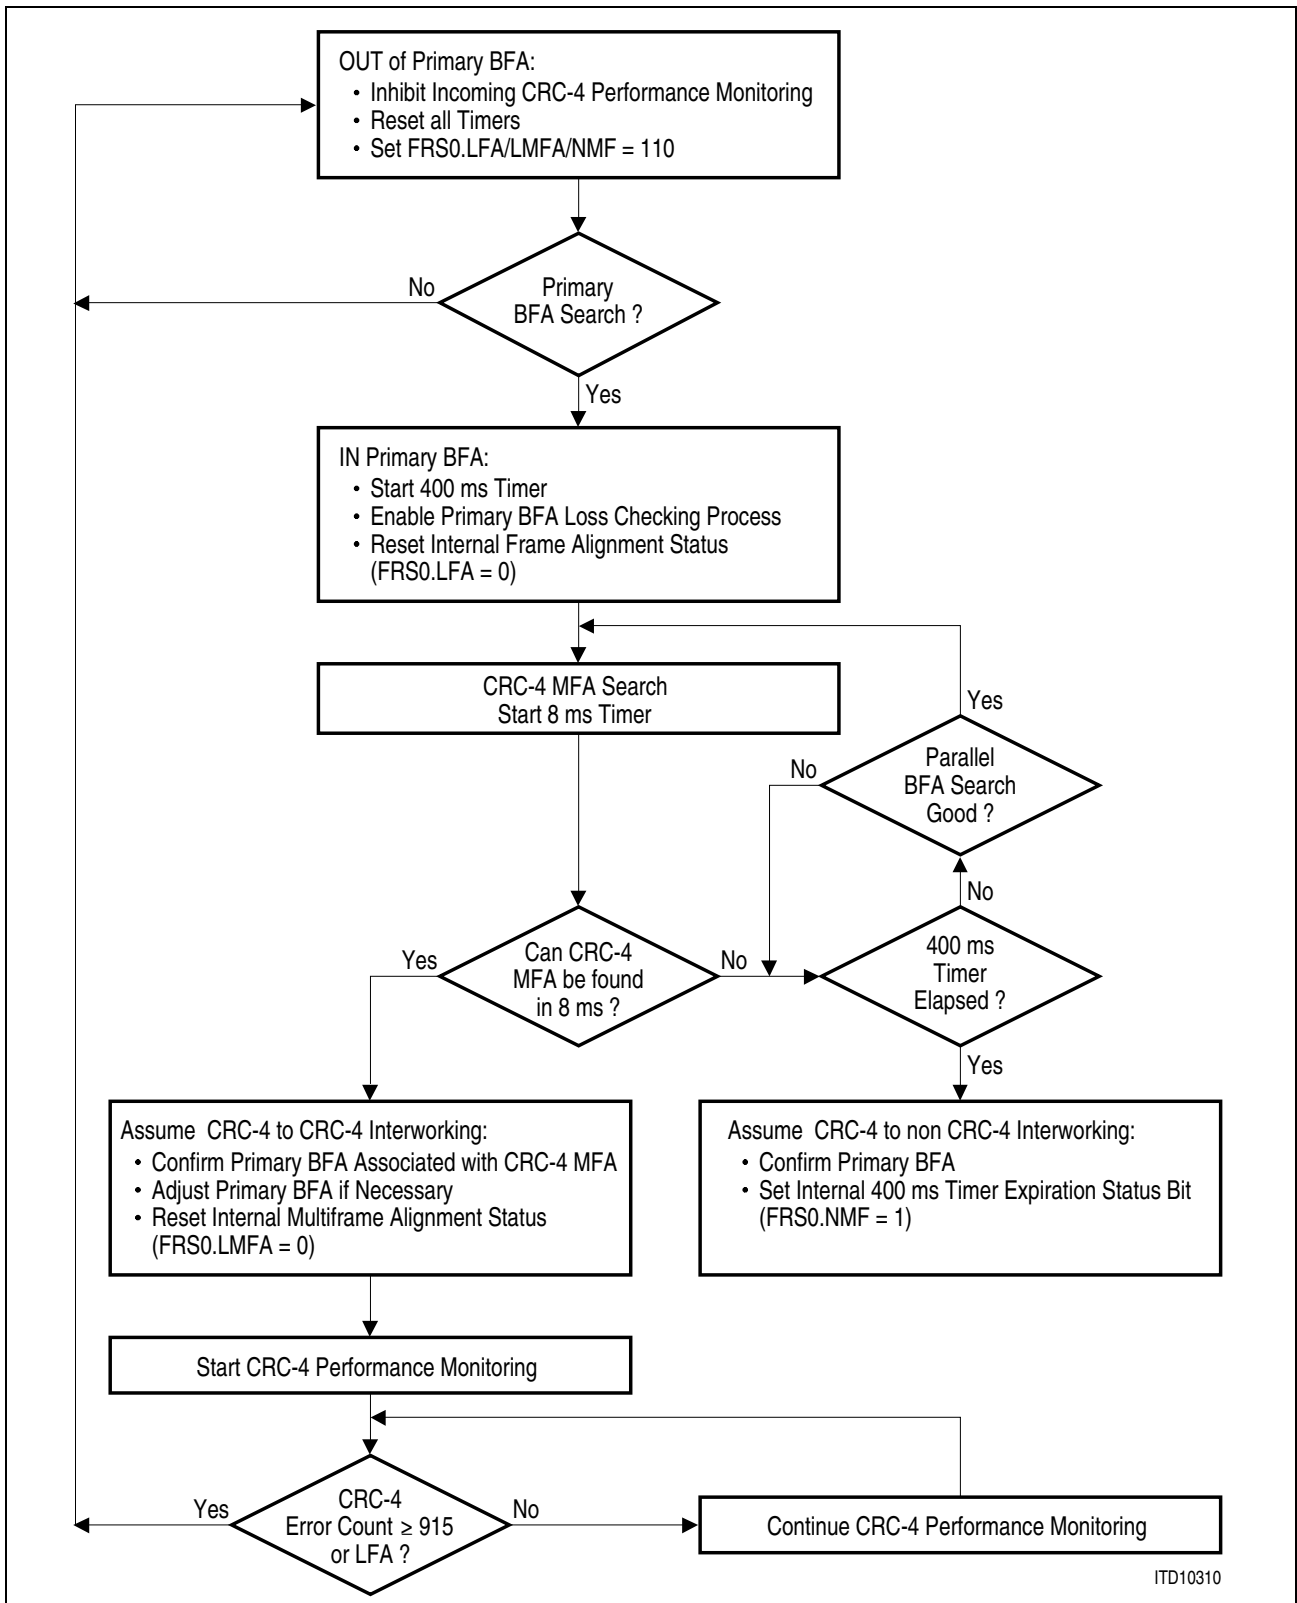 OUT of Primary BFA:
• Inhibit Incoming CRC-4 Performance Monitoring
• Reset all Timers
• Set FRS0.LFA/LMFA/NMF = 110
No
Primary
BFA Search ?
Yes
IN Primary BFA:
• Start 400 ms Timer
• Enable Primary BFA Loss Checking Process
• Reset Internal Frame Alignment Status
(FRS0.LFA = 0)
CRC-4 MFA Search
Start 8 ms Timer
Yes
No
Parallel
BFA Search
Good ?
No
Yes
Can CRC-4
MFA be found
in 8 ms ?
No
400 ms
Timer
Elapsed ?
Yes
Assume CRC-4 to CRC-4 Interworking:
• Confirm Primary BFA Associated with CRC-4 MFA
• Adjust Primary BFA if Necessary
• Reset Internal Multiframe Alignment Status
(FRS0.LMFA = 0)
Assume CRC-4 to non CRC-4 Interworking:
• Confirm Primary BFA
• Set Internal 400 ms Timer Expiration Status Bit
(FRS0.NMF = 1)
Start CRC-4 Performance Monitoring
Yes
CRC-4
Error Count ≥ 915
or LFA ?
No
Continue CRC-4 Performance Monitoring
ITD10310